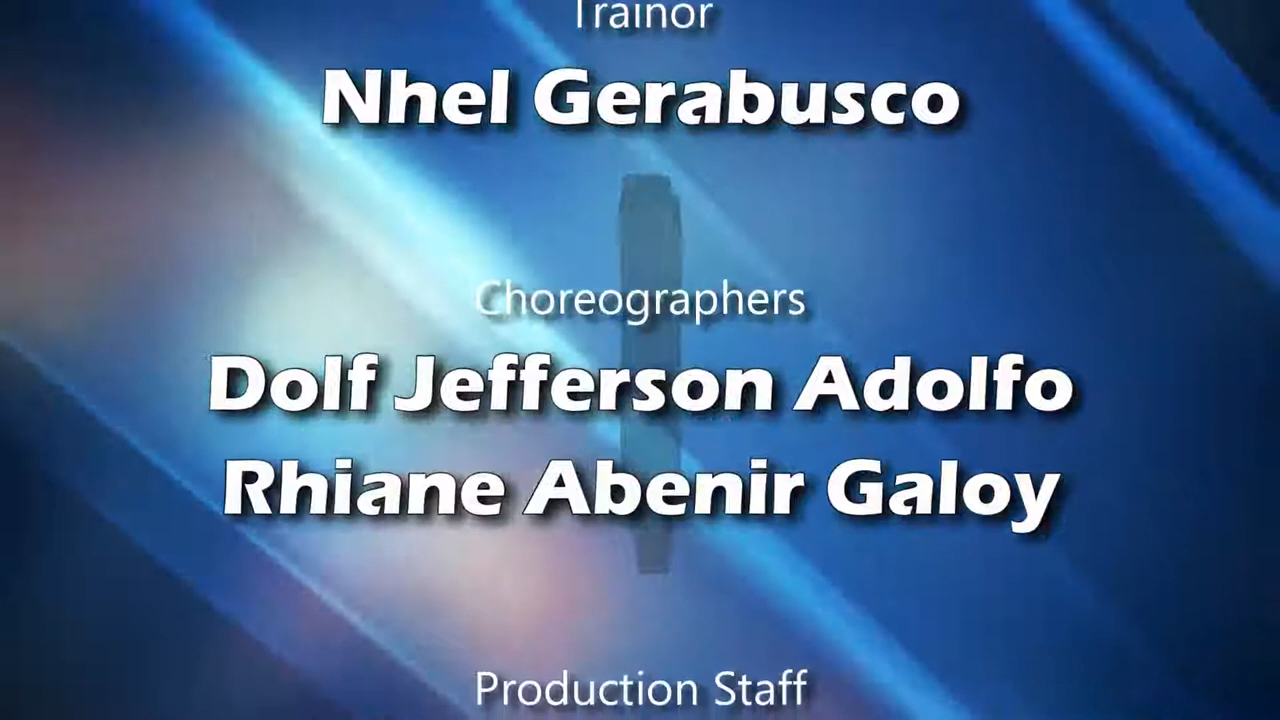 Trainor
Nhel Gerabusco
Choreographers
Dolf Jefferson Adolfo
Rhiane Abenir Galoy
Production Staff